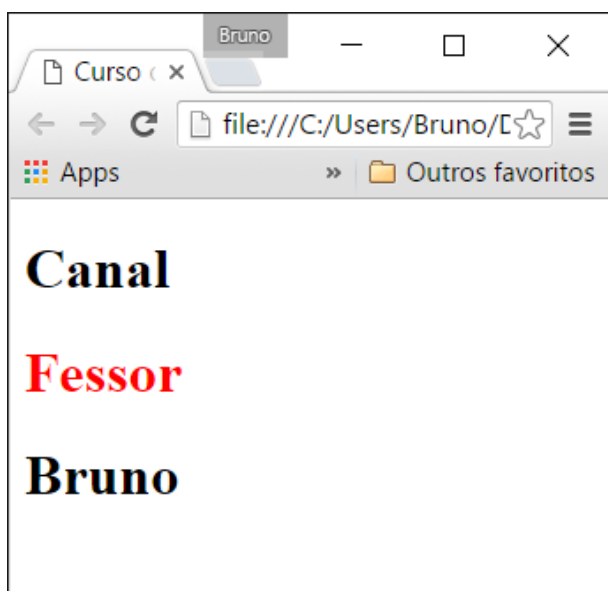 Bruno
Curso
file:///C:/Users/Bruno/D
Apps » Outros favoritos
Canal
Fessor
Bruno